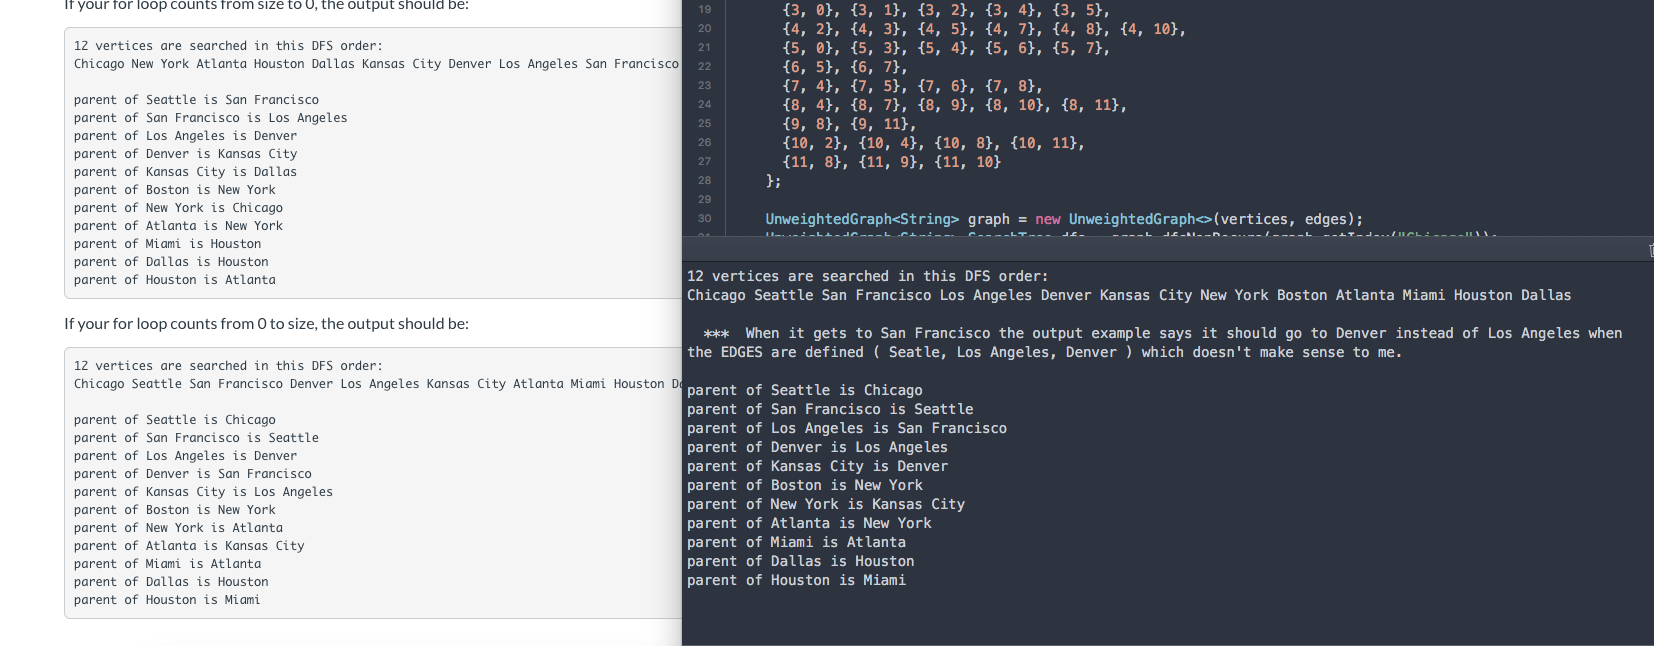 If your for loop counts from size to 0, the output should be:
12 vertices are searched in this DFS order:
Chicago New York Atlanta Houston Dallas Kansas City Denver Los Angeles San Francisco
parent of Seattle is San Francisco
parent of San Francisco is Los Angeles
parent of Los Angeles is Denver
parent of Denver is Kansas City
parent of Kansas City is Dallas
parent of Boston is New York
parent of New York is Chicago
parent of Atlanta is New York
parent of Miami is Houston
parent of Dallas is Houston
parent of Houston is Atlanta
If your for loop counts from 0 to size, the output should be:
12 vertices are searched in this DFS order:
Chicago Seattle San Francisco Denver Los Angeles Kansas City Atlanta Miami Houston
parent of Seattle is Chicago
parent of San Francisco is Seattle
parent of Los Angeles is Denver
parent of Denver is San Francisco
parent of Kansas City is Los Angeles
parent of Boston is New York
parent of New York is Atlanta
parent of Atlanta is Kansas City
parent of Miami is Atlanta
parent of Dallas is Houston
parent of Houston is Miami
19 {3, 0}, {3, 1}, {3, 2}, {3, 4}, {3, 5},
20 {4, 2}, {4, 3}, {4, 5}, {4, 7}, {4, 8}, {4, 10},
21 {5, 0}, {5, 3}, {5, 4}, {5, 6}, {5, 7},
22 {6, 5}, {6, 7},
23 {7, 4}, {7, 5}, {7, 6}, {7, 8},
24 {8, 4}, {8, 7}, {8, 9}, {8, 10}, {8, 11},
25 {9, 8}, {9, 11},
26 {10, 2}, {10, 4}, {10, 8}, {10, 11},
27 {11, 8}, {11, 9}, {11, 10}
28 };
29
30 UnweightedGraph<String> graph = new UnweightedGraph<>(vertices, edges);
12 vertices are searched in this DFS order:
Chicago Seattle San Francisco Los Angeles Denver Kansas City New York Boston Atlanta Miami Houston Dallas
*** When it gets to San Francisco the output example says it should go to Denver instead of Los Angeles when
the EDGES are defined ( Seatle, Los Angeles, Denver ) which doesn't make sense to me.
parent of Seattle is Chicago
parent of San Francisco is Seattle
parent of Los Angeles is San Francisco
parent of Denver is Los Angeles
parent of Kansas City is Denver
parent of Boston is New York
parent of New York is Kansas City
parent of Atlanta is New York
parent of Miami is Atlanta
parent of Dallas is Houston
parent of Houston is Miami